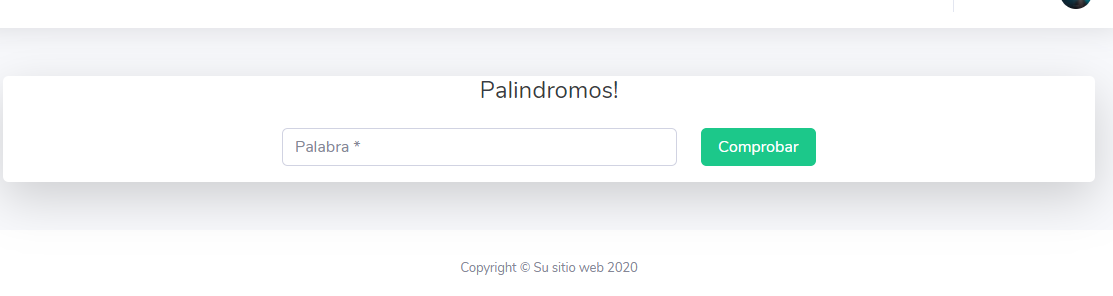 Palindromos!
Palabra *
Comprobar
Copyright © Su sitio web 2020